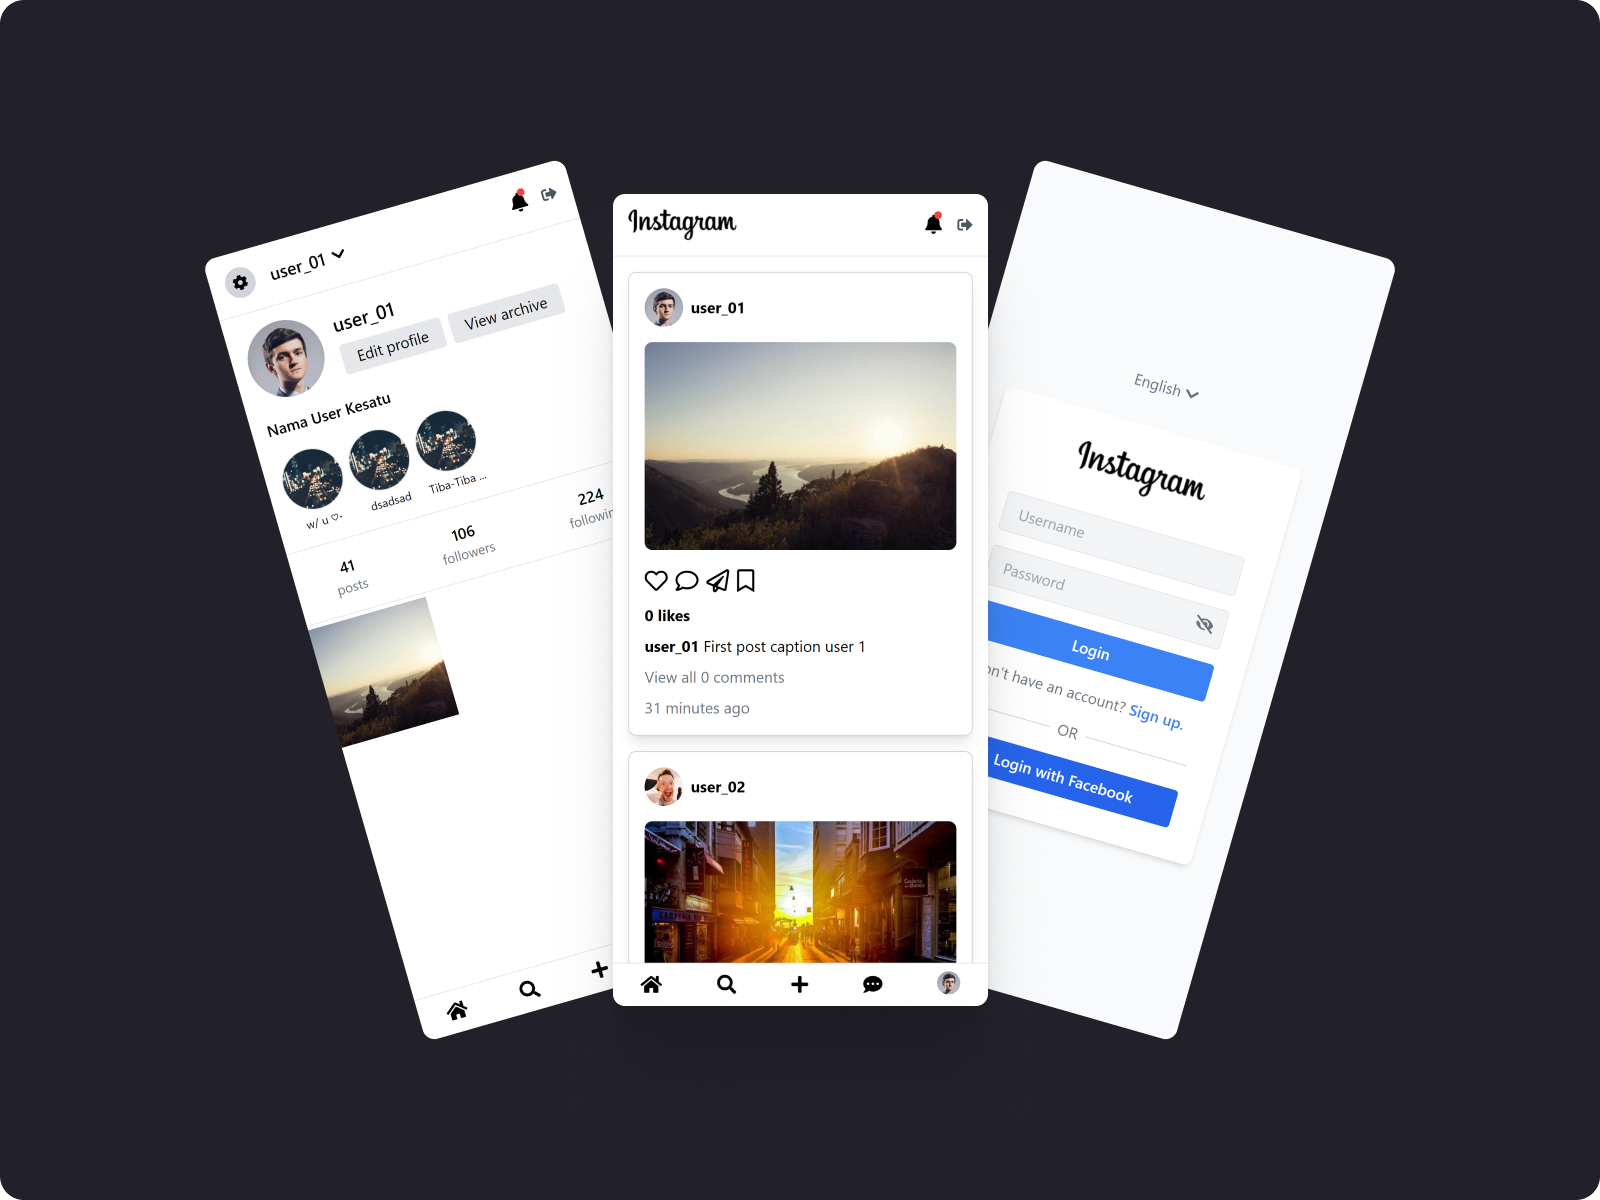 user_01
user_01
Edit profile
View archive
Nama User Kesatu
w/ u ♡.
dsadsad
Tiba-Tiba ...
41
posts
106
followers
224
Instagram
user_01
0 likes
user_01 First post caption user 1
View all 0 comments
31 minutes ago
user_02
English
Instagram
Username
Password
Login
have an account? Sign up.
OR
Login with Facebook